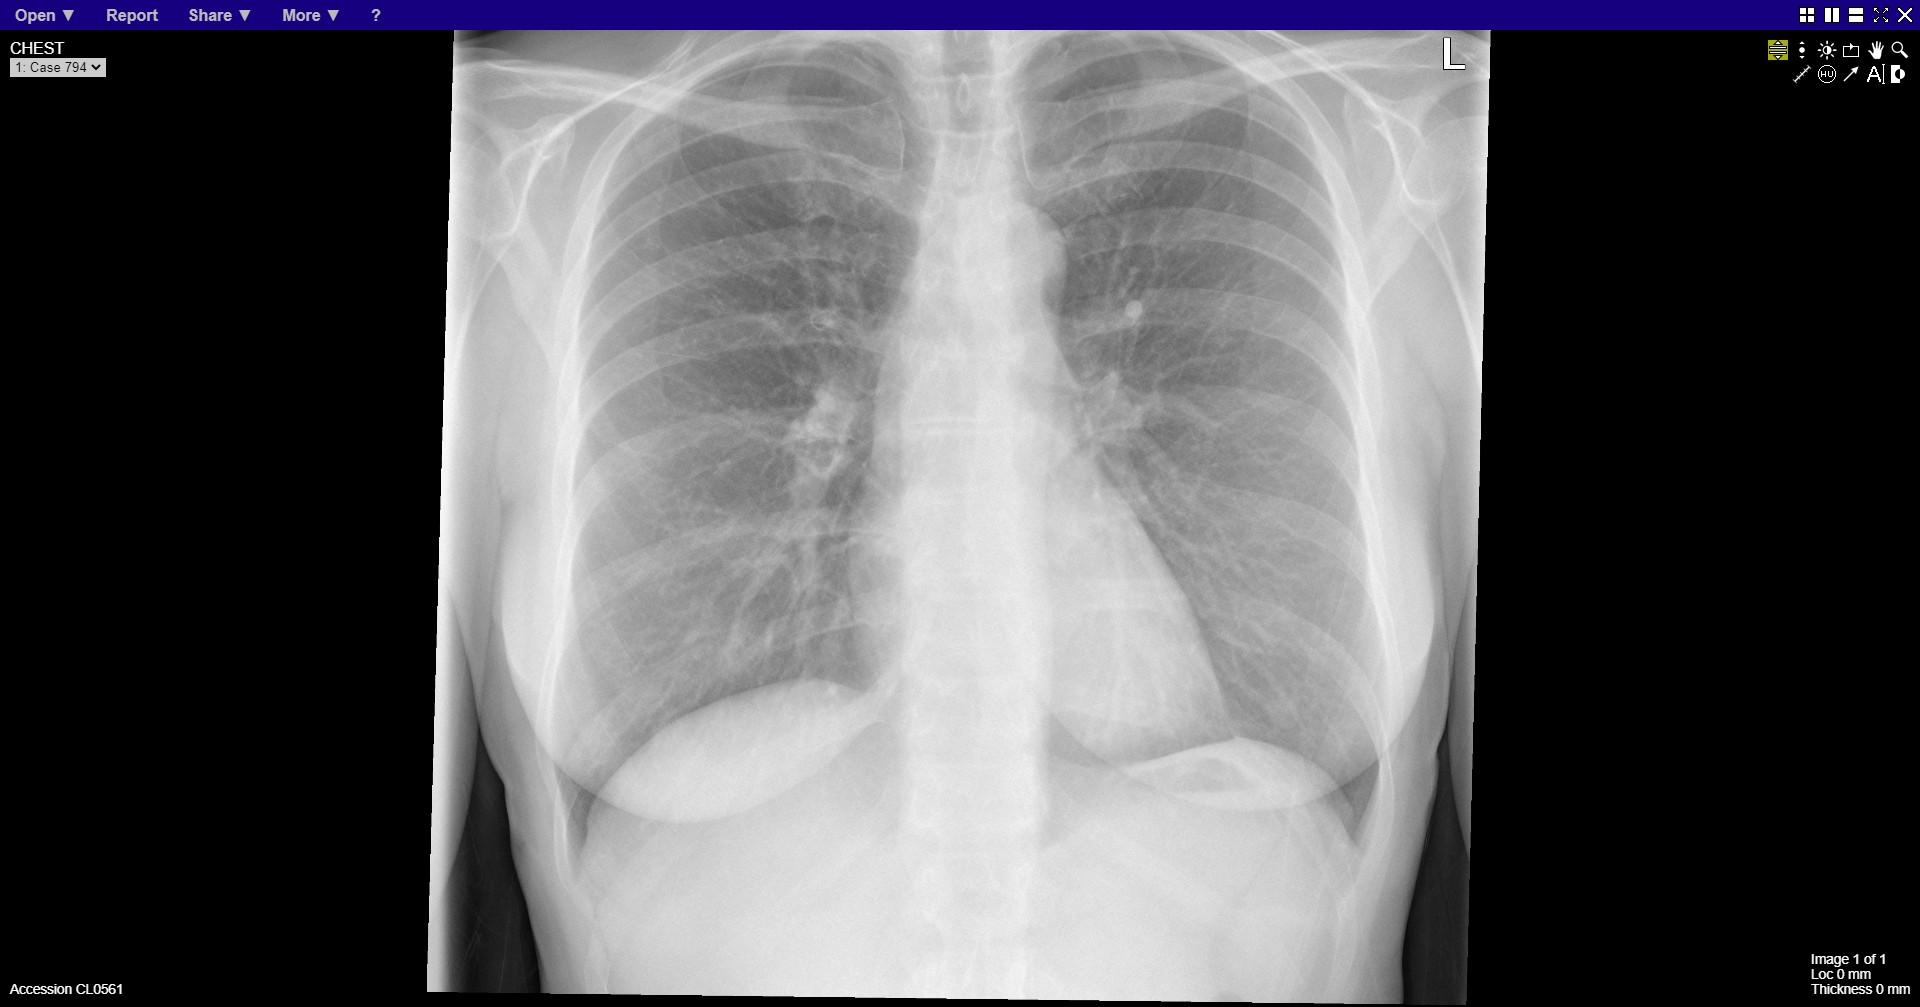 Open ▼ Report Share ▼ More ▼ ?
CHEST
1: Case 794
L
HU
A
Image 1 of 1
Loc 0 mm
Thickness 0 mm
Accession CL0561